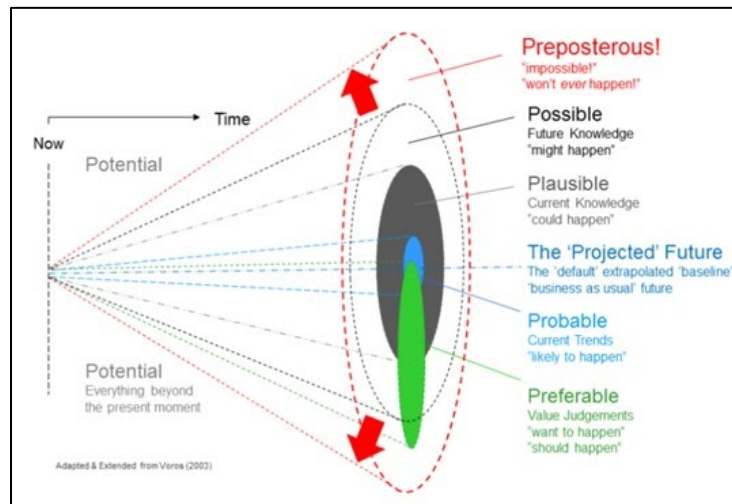 Preposterous!
"impossible!"
"won't ever happen!"
Possible
Future Knowledge
"might happen"
Plausible
Current Knowledge
"could happen"
The 'Projected' Future
The 'default' extrapolated 'baseline'
'business as usual' future
Probable
Current Trends
"likely to happen"
Preferable
Value Judgements
"want to happen"
"should happen"
Time
Now
Potential
Potential
Everything beyond
the present moment
Adapted & Extended from Voros (2003)